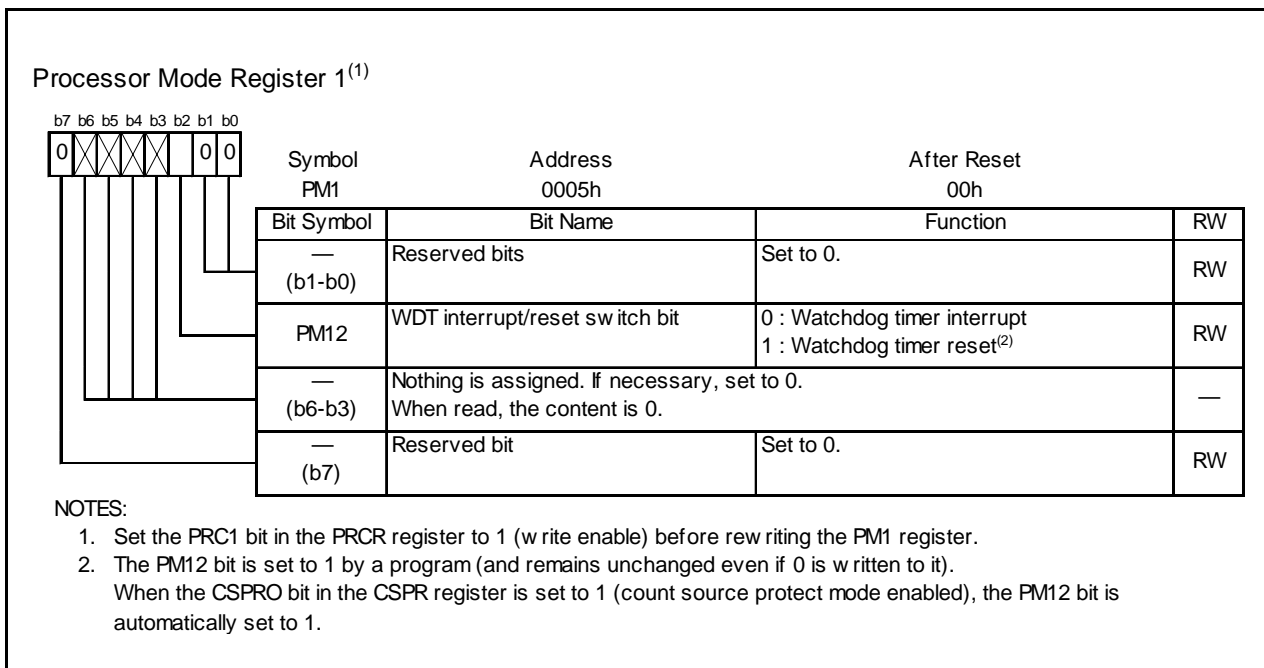 Processor Mode Register 1(1)
b7 b6 b5 b4 b3 b2 b1 b0
0 0 0
Symbol Address After Reset
PM1 0005h 00h
Bit Symbol Bit Name Function RW
— (b1-b0) Reserved bits Set to 0. RW
PM12 WDT interrupt/reset switch bit 0 : Watchdog timer interrupt
1 : Watchdog timer reset(2) RW
— (b6-b3) Nothing is assigned. If necessary, set to 0.
When read, the content is 0. —
— (b7) Reserved bit Set to 0. RW
NOTES:
1. Set the PRC1 bit in the PRCR register to 1 (write enable) before rewriting the PM1 register.
2. The PM12 bit is set to 1 by a program (and remains unchanged even if 0 is written to it).
When the CSPRO bit in the CSPR register is set to 1 (count source protect mode enabled), the PM12 bit is
automatically set to 1.